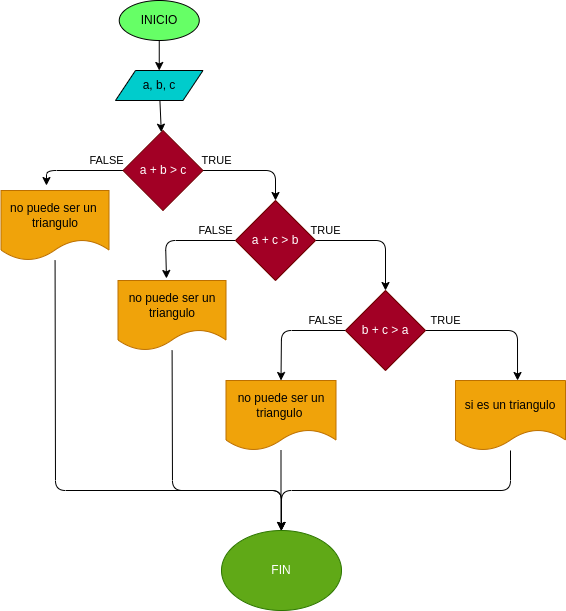 INICIO
a, b, c
FALSE
TRUE
a + b > c
no puede ser un
triangulo
FALSE
TRUE
a + c > b
no puede ser un
triangulo
FALSE
TRUE
b + c > a
no puede ser un
triangulo
si es un triangulo
FIN